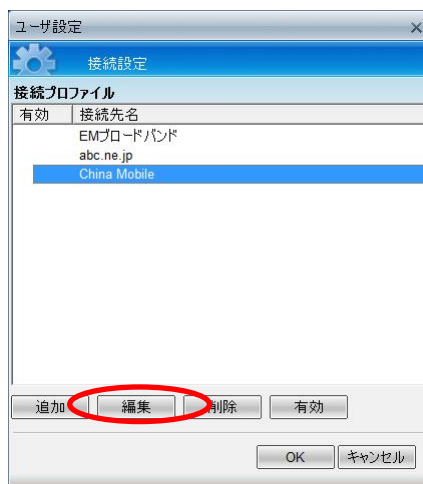 ユーザ設定
接続設定
接続プロファイル
有効 接続先名
EMブロードバンド
abc.ne.jp
China Mobile
追加 編集 削除 有効
OK キャンセル